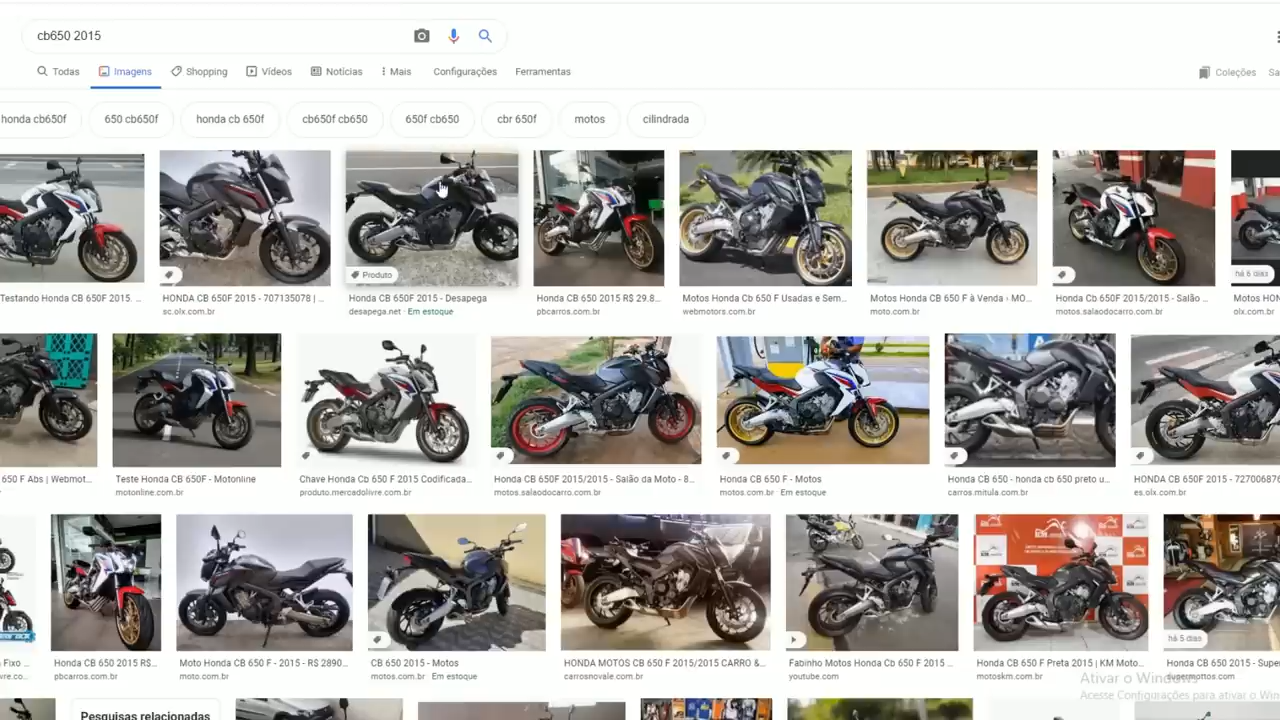 cb650 2015
Todas
Imagens
Shopping
Vídeos
Notícias
Mais
Configurações
Ferramentas
Coleções
Sa
honda cb650f
650 cb650f
honda cb 650f
cb650f cb650
650f cb650
cbr 650f
motos
cilindrada
Produto
há 6 dias
Testando Honda CB 650F 2015. ...
HONDA CB 650F 2015 - 707135078 | ...
sc.olx.com.br
Honda CB 650F 2015 - Desapega
desapega.net · Em estoque
Honda CB 650 2015 R$ 29.8...
pbcarros.com.br
Motos Honda Cb 650 F Usadas e Sem...
webmotors.com.br
Motos Honda CB 650 F à Venda - MO...
moto.com.br
Honda Cb 650F 2015/2015 - Salão ...
motos.salaodocarro.com.br
Motos HON
olx.com.br
650 F Abs | Webmot...
Teste Honda CB 650F - Motonline
motonline.com.br
Chave Honda Cb 650 F 2015 Codificada...
produto.mercadolivre.com.br
Honda CB 650F 2015/2015 - Salão da Moto - 8...
motos.salaodocarro.com.br
Honda CB 650 F - Motos
motos.com.br · Em estoque
Honda CB 650 - honda cb 650 preto u...
carros.mitula.com.br
HONDA CB 650F 2015 - 727006876
es.olx.com.br
há 5 dias
Fixo ...
vre.co...
Honda CB 650 2015 R$...
pbcarros.com.br
Moto Honda CB 650 F - 2015 - R$ 2890...
moto.com.br
CB 650 2015 - Motos
motos.com.br · Em estoque
HONDA MOTOS CB 650 F 2015/2015 CARRO &...
carrosnovale.com.br
Fabinho Motos Honda Cb 650 F 2015 ...
youtube.com
Honda CB 650 F Preta 2015 | KM Moto...
motoskm.com.br
Honda CB 650 2015 - Super
supermottos.com
Ativar o Windows
Acesse Configurações para ativar o Win
Pesquisas relacionadas